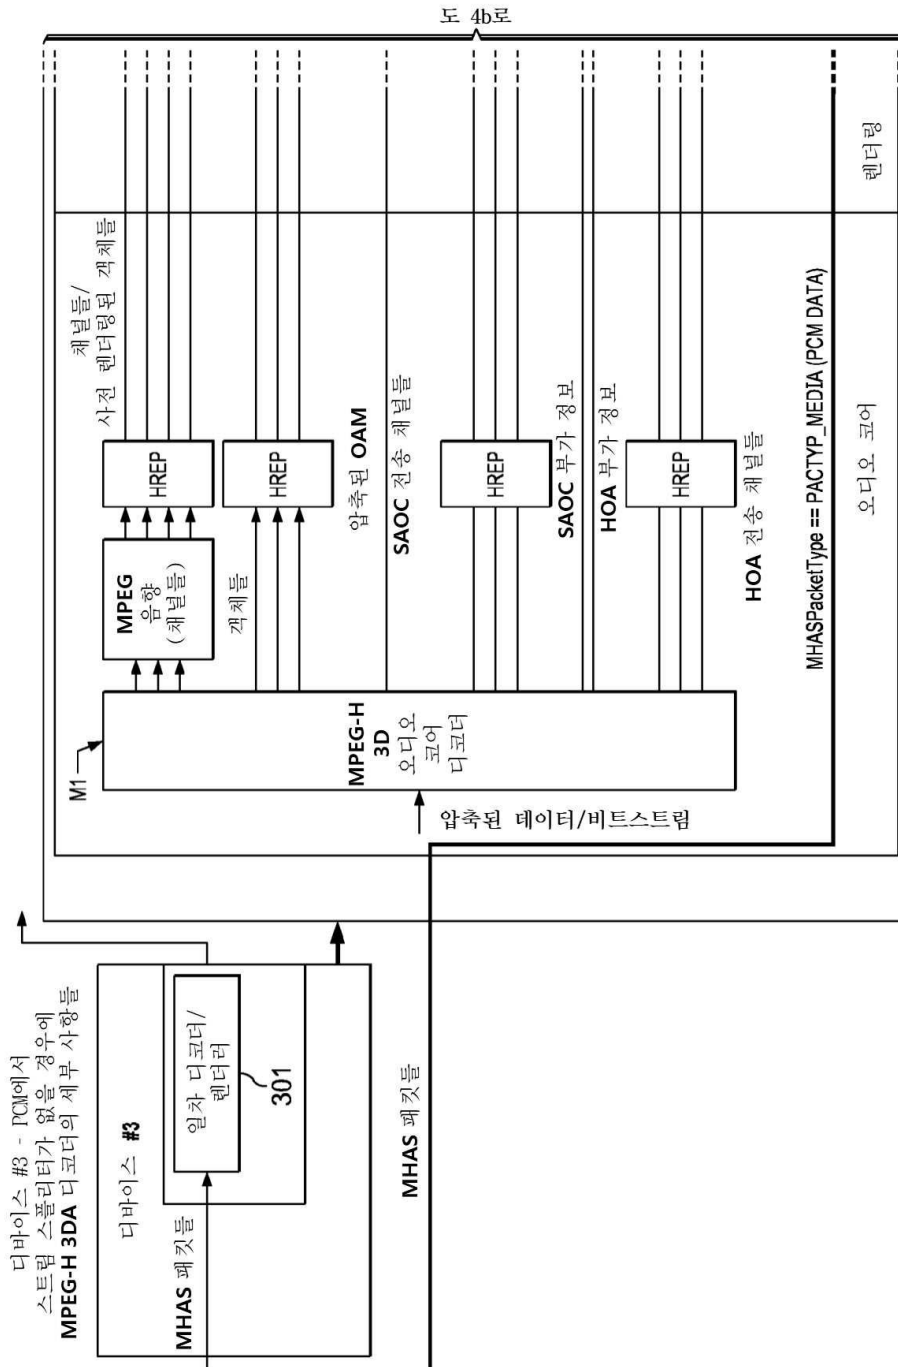 도 4b로
디바이스 #3 - PCM에서
스트림 스플리터가 없을 경우에
MPEG-H 3DA 디코더의 세부 사항들
디바이스 #3
일차 디코더/
렌더러
301
MHAS 패킷들
MHAS 패킷들
M1
MPEG-H
3D
오디오
코어
디코더
압축된 데이터/비트스트림
MPEG
음향
(채널들)
객체들
HREP
HREP
HREP
HREP
채널들/
사전 렌더링된 객체들
압축된 OAM
SAOC 전송 채널들
SAOC 부가 정보
HOA 부가 정보
HOA 전송 채널들
MHASPacketType == PACTYP_MEDIA (PCM DATA)
오디오 코어
렌더링